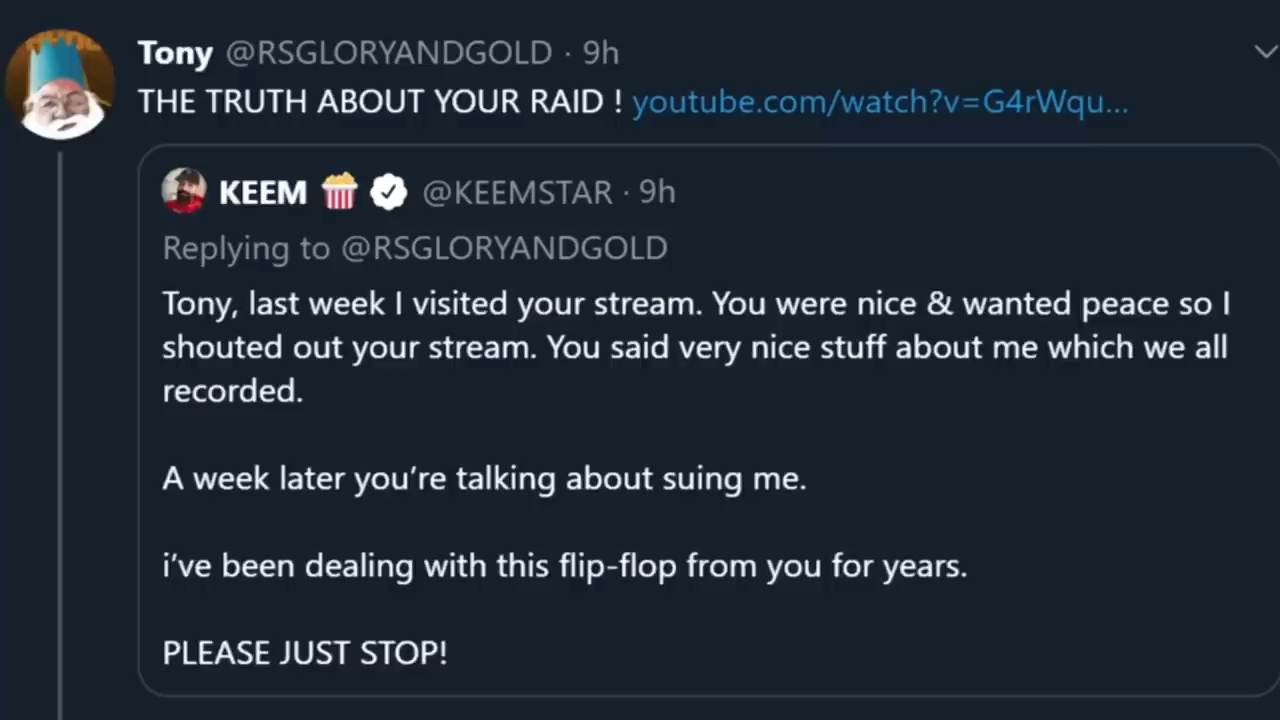 Tony @RSGLORYANDGOLD · 9h
THE TRUTH ABOUT YOUR RAID ! youtube.com/watch?v=G4rWqu...
KEEM 🍿 @KEEMSTAR · 9h
Replying to @RSGLORYANDGOLD
Tony, last week I visited your stream. You were nice & wanted peace so I
shouted out your stream. You said very nice stuff about me which we all
recorded.
A week later you’re talking about suing me.
i’ve been dealing with this flip-flop from you for years.
PLEASE JUST STOP!